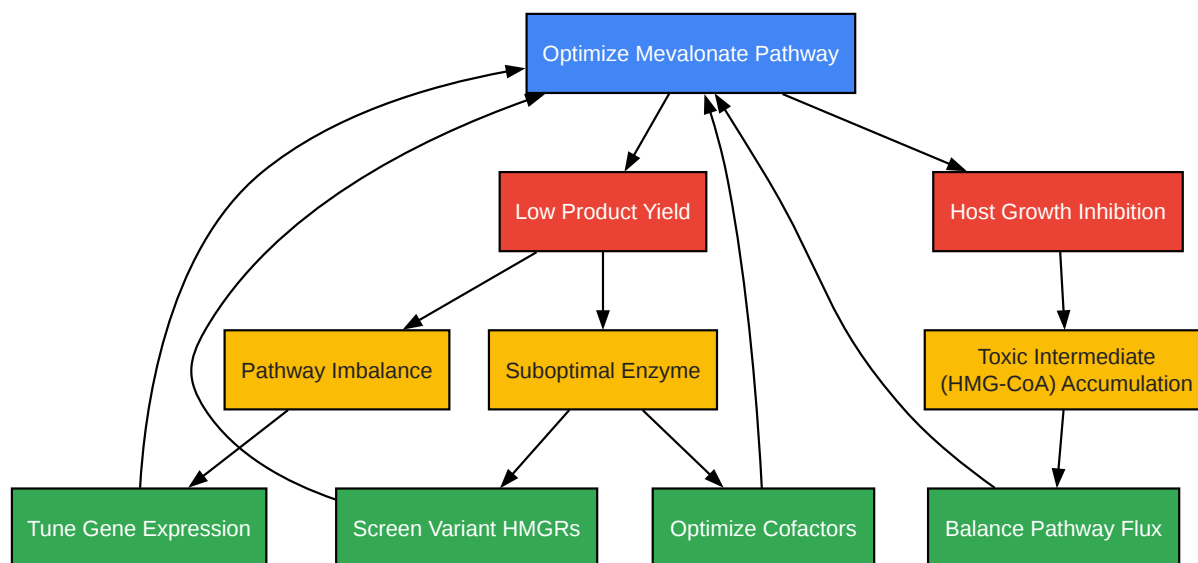 Optimize Mevalonate Pathway
Low Product Yield
Host Growth Inhibition
Pathway Imbalance
Suboptimal Enzyme
Toxic Intermediate
(HMG-CoA) Accumulation
Tune Gene Expression
Screen Variant HMGRs
Optimize Cofactors
Balance Pathway Flux